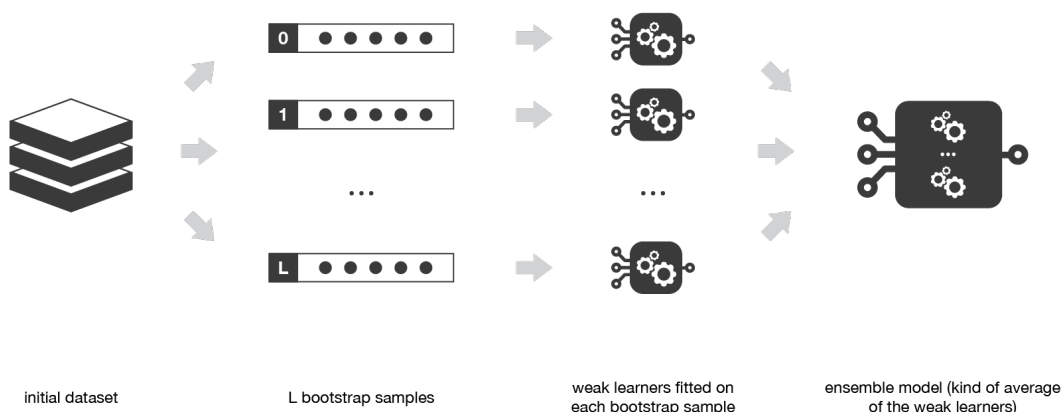 0
1
...
...
...
L
initial dataset
L bootstrap samples
weak learners fitted on
each bootstrap sample
ensemble model (kind of average
of the weak learners)